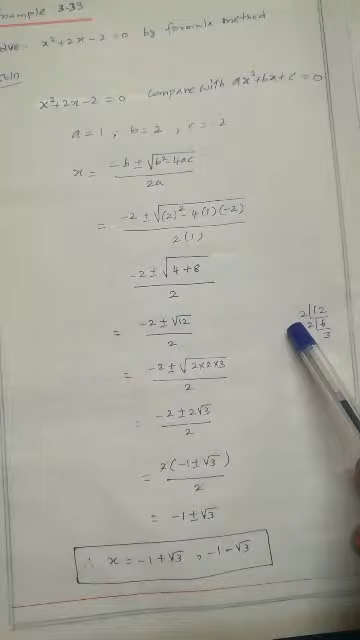 Example 3.33
Solve x²+2x-2=0 by formula method
Soln
x²+2x-2=0 compare with ax²+bx+c=0
a=1, b=2, c=-2
x = -b ± √b²-4ac / 2a
= -2 ± √(2)²-4(1)(-2) / 2(1)
-2 ± √4+8 / 2
= -2 ± √12 / 2
= -2 ± √2×2×3 / 2
= -2 ± 2√3 / 2
= 2(-1 ± √3) / 2
= -1 ± √3
∴ x = -1+√3, -1-√3
2 | 12
2 | 6
3